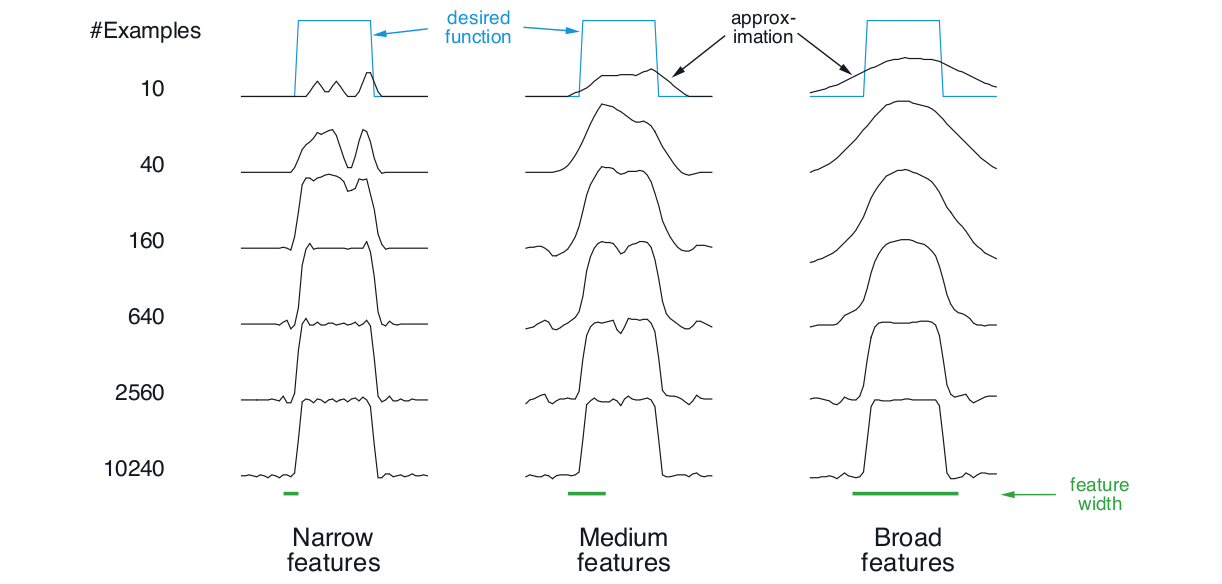 #Examples
desired
function
approx-
imation
10
40
160
640
2560
10240
feature
width
Narrow
features
Medium
features
Broad
features